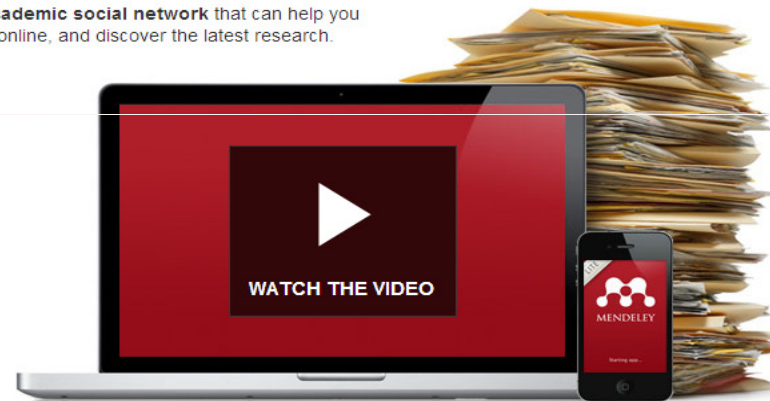 ademic social network that can help you
online, and discover the latest research.
WATCH THE VIDEO
LITE
MENDELEY
Starting app...